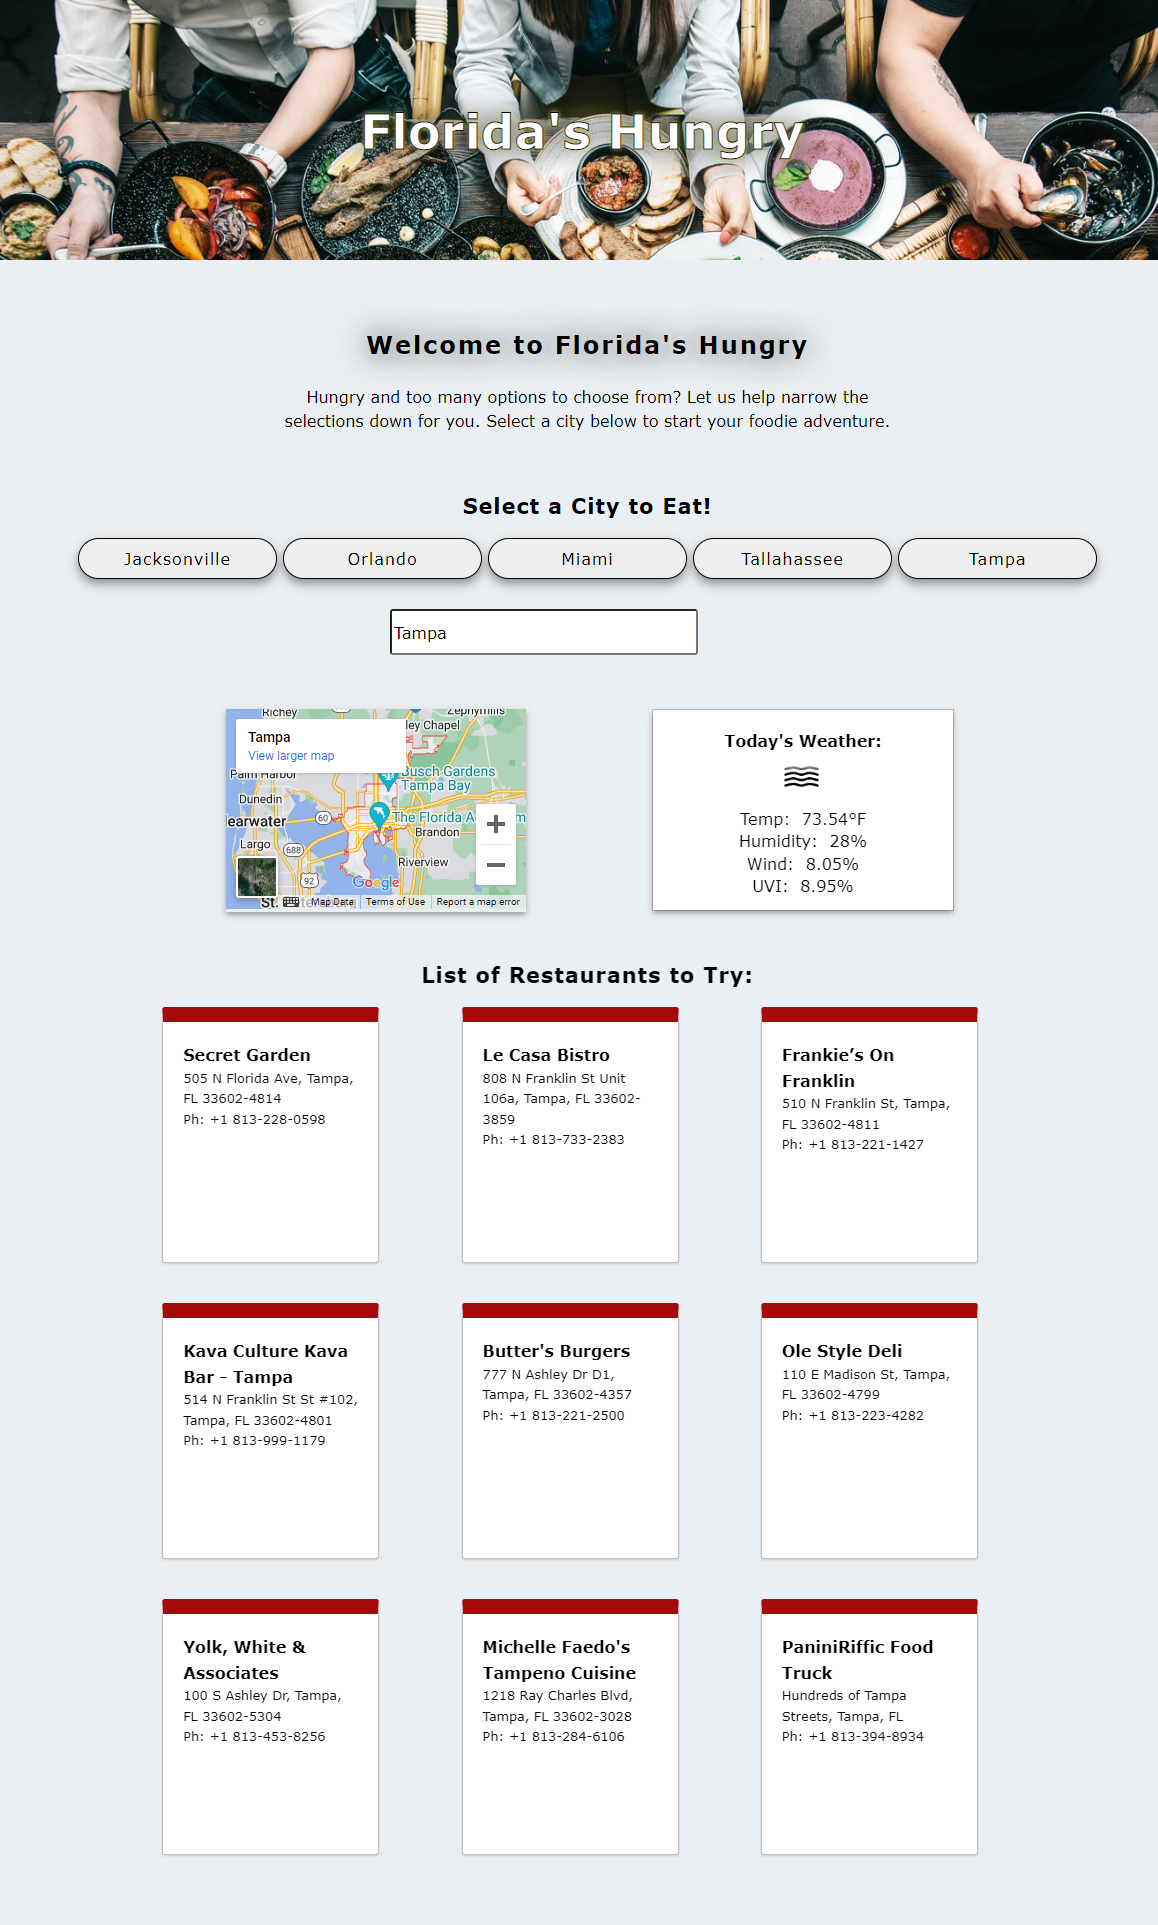 Florida's Hungry
Welcome to Florida's Hungry
Hungry and too many options to choose from? Let us help narrow the
selections down for you. Select a city below to start your foodie adventure.
Select a City to Eat!
Jacksonville
Orlando
Miami
Tallahassee
Tampa
Tampa
Richey
Zephyrhills
ley Chapel
Tampa
View larger map
Palm Harbor
Busch Gardens
Tampa Bay
Dunedin
earwater
60
The Florida A
m
Brandon
Largo
688
Riverview
92
Google
St.
Map Data
Terms of Use
Report a map error
Today's Weather:
Temp: 73.54°F
Humidity: 28%
Wind: 8.05%
UVI: 8.95%
List of Restaurants to Try:
Secret Garden
505 N Florida Ave, Tampa,
FL 33602-4814
Ph: +1 813-228-0598
Le Casa Bistro
808 N Franklin St Unit
106a, Tampa, FL 33602-
3859
Ph: +1 813-733-2383
Frankie’s On
Franklin
510 N Franklin St, Tampa,
FL 33602-4811
Ph: +1 813-221-1427
Kava Culture Kava
Bar - Tampa
514 N Franklin St St #102,
Tampa, FL 33602-4801
Ph: +1 813-999-1179
Butter's Burgers
777 N Ashley Dr D1,
Tampa, FL 33602-4357
Ph: +1 813-221-2500
Ole Style Deli
110 E Madison St, Tampa,
FL 33602-4799
Ph: +1 813-223-4282
Yolk, White &
Associates
100 S Ashley Dr, Tampa,
FL 33602-5304
Ph: +1 813-453-8256
Michelle Faedo's
Tampeno Cuisine
1218 Ray Charles Blvd,
Tampa, FL 33602-3028
Ph: +1 813-284-6106
PaniniRiffic Food
Truck
Hundreds of Tampa
Streets, Tampa, FL
Ph: +1 813-394-8934